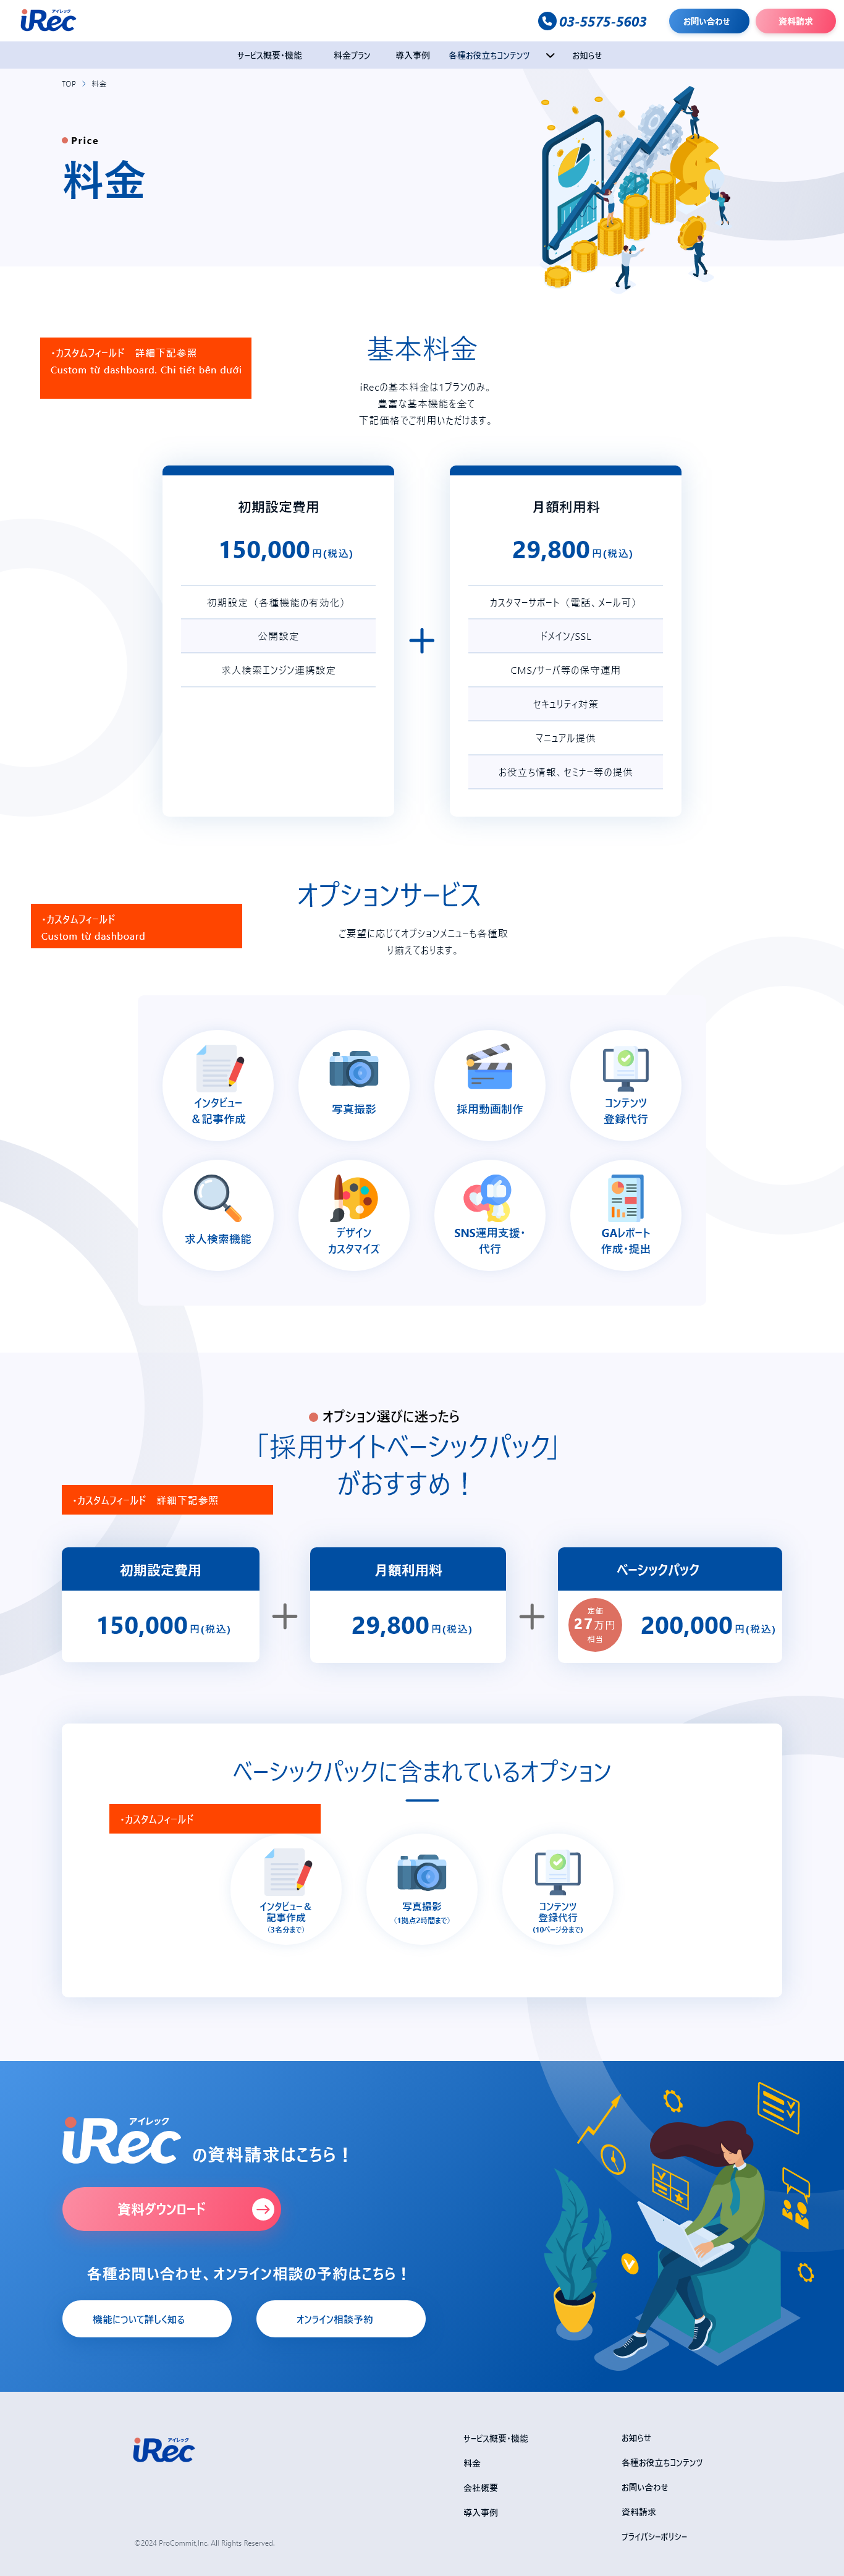 アイレック
iRec
03-5575-5603
お問い合わせ
資料請求
サービス概要・機能
料金プラン
導入事例
各種お役立ちコンテンツ
お知らせ
TOP > 料金
Price
料金
・カスタムフィールド　詳細下記参照
Custom từ dashboard. Chi tiết bên dưới
基本料金
iRecの基本料金は1プランのみ。
豊富な基本機能を全て
下記価格でご利用いただけます。
初期設定費用
150,000円(税込)
初期設定（各種機能の有効化）
公開設定
求人検索エンジン連携設定
+
月額利用料
29,800円(税込)
カスタマーサポート（電話、メール可）
ドメイン/SSL
CMS/サーバ等の保守運用
セキュリティ対策
マニュアル提供
お役立ち情報、セミナー等の提供
・カスタムフィールド
Custom từ dashboard
オプションサービス
ご要望に応じてオプションメニューも各種取
り揃えております。
インタビュー
＆記事作成
写真撮影
採用動画制作
コンテンツ
登録代行
求人検索機能
デザイン
カスタマイズ
SNS運用支援・
代行
GAレポート
作成・提出
オプション選びに迷ったら
「採用サイトベーシックパック」
がおすすめ！
・カスタムフィールド　詳細下記参照
初期設定費用
150,000円(税込)
+
月額利用料
29,800円(税込)
+
ベーシックパック
定価
27万円
相当
200,000円(税込)
ベーシックパックに含まれているオプション
・カスタムフィールド
インタビュー＆
記事作成
（3名分まで）
写真撮影
（1拠点2時間まで）
コンテンツ
登録代行
(10ページ分まで)
アイレック
iRec
の資料請求はこちら！
資料ダウンロード
各種お問い合わせ、オンライン相談の予約はこちら！
機能について詳しく知る
オンライン相談予約
アイレック
iRec
サービス概要・機能
料金
会社概要
導入事例
お知らせ
各種お役立ちコンテンツ
お問い合わせ
資料請求
プライバシーポリシー
©2024 ProCommit,Inc. All Rights Reserved.